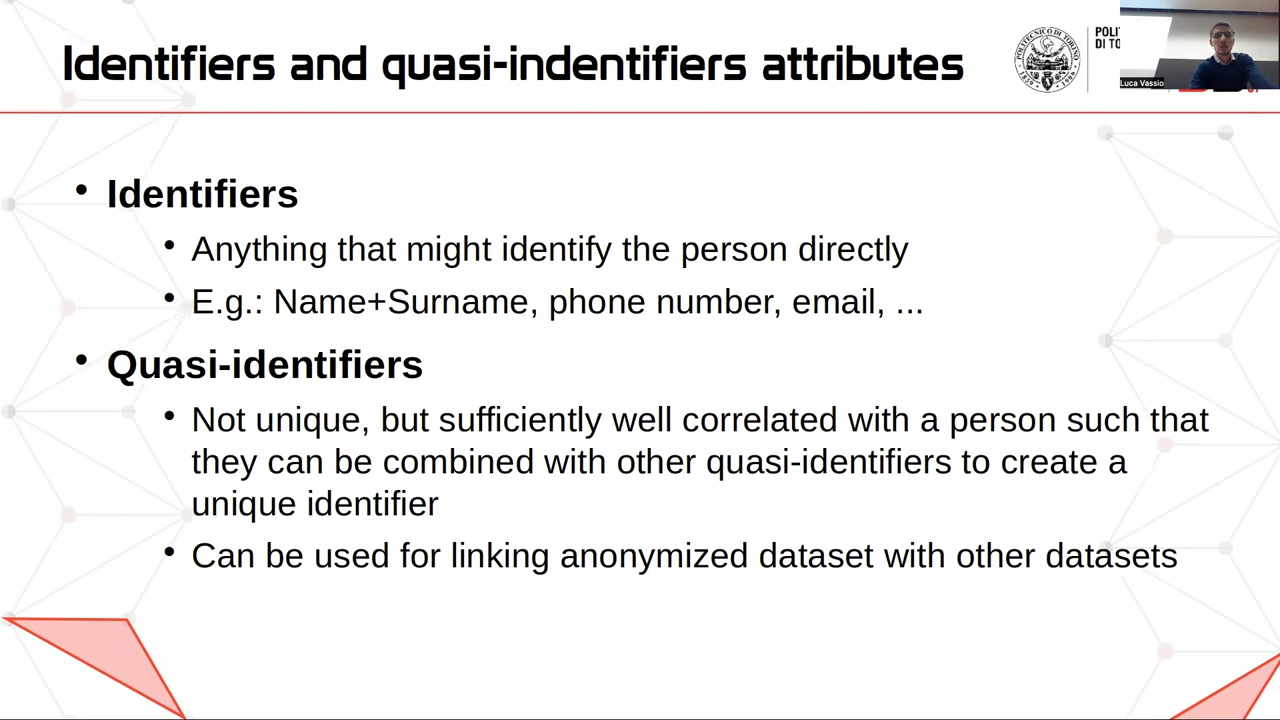 Identifiers and quasi-indentifiers attributes
POLITECNICO DI TORINO
POLI
DI TO
Luca Vassio
• Identifiers
• Anything that might identify the person directly
• E.g.: Name+Surname, phone number, email, ...
• Quasi-identifiers
• Not unique, but sufficiently well correlated with a person such that
they can be combined with other quasi-identifiers to create a
unique identifier
• Can be used for linking anonymized dataset with other datasets